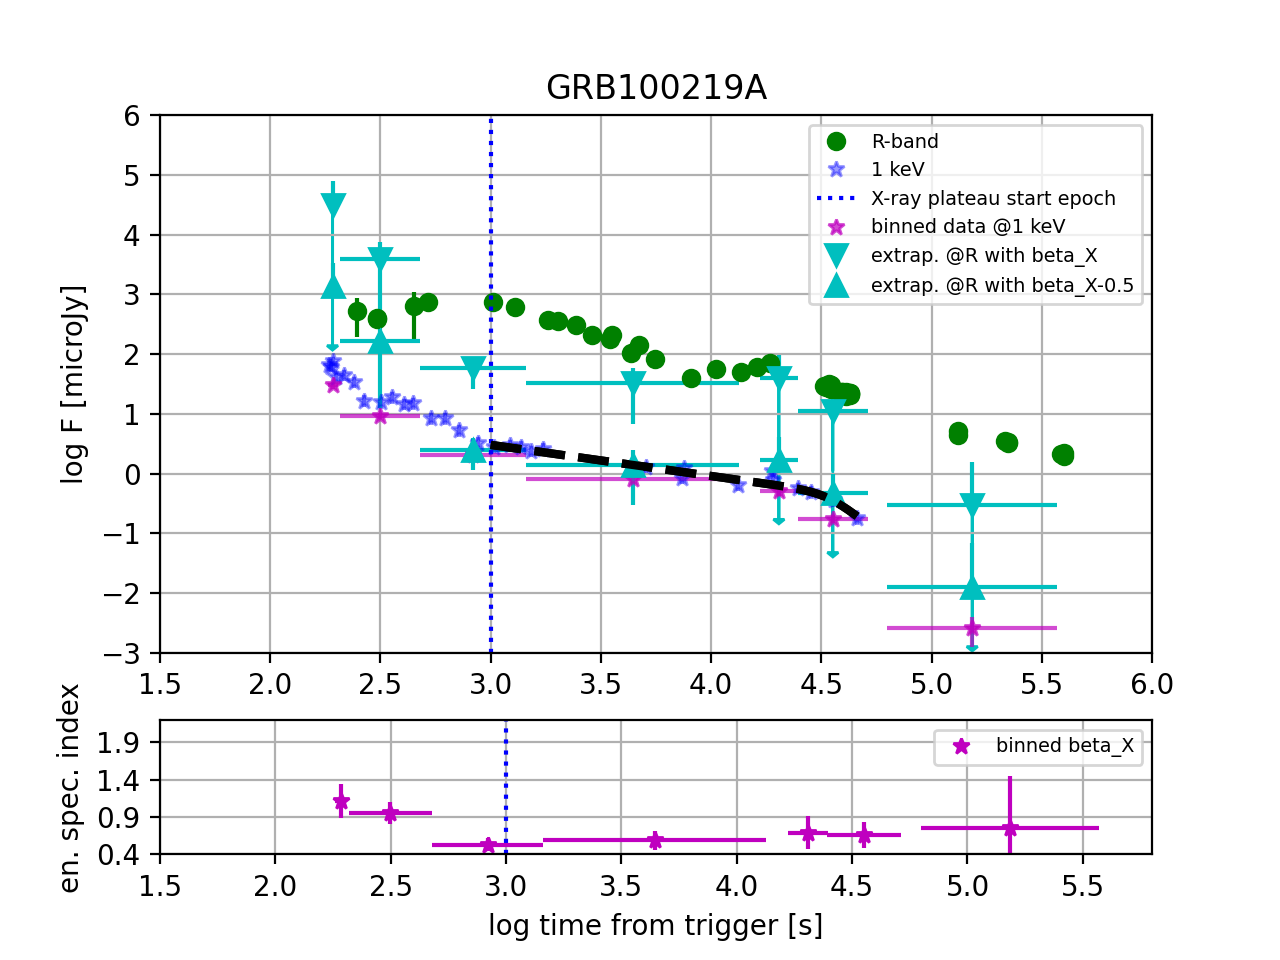 GRB100219A
log F [microJy]
6
5
4
3
2
1
0
−1
−2
−3
R-band
1 keV
X-ray plateau start epoch
binned data @1 keV
extrap. @R with beta_X
extrap. @R with beta_X-0.5
1.5 2.0 2.5 3.0 3.5 4.0 4.5 5.0 5.5 6.0
en. spec. index
1.9
1.4
0.9
0.4
binned beta_X
1.5 2.0 2.5 3.0 3.5 4.0 4.5 5.0 5.5
log time from trigger [s]